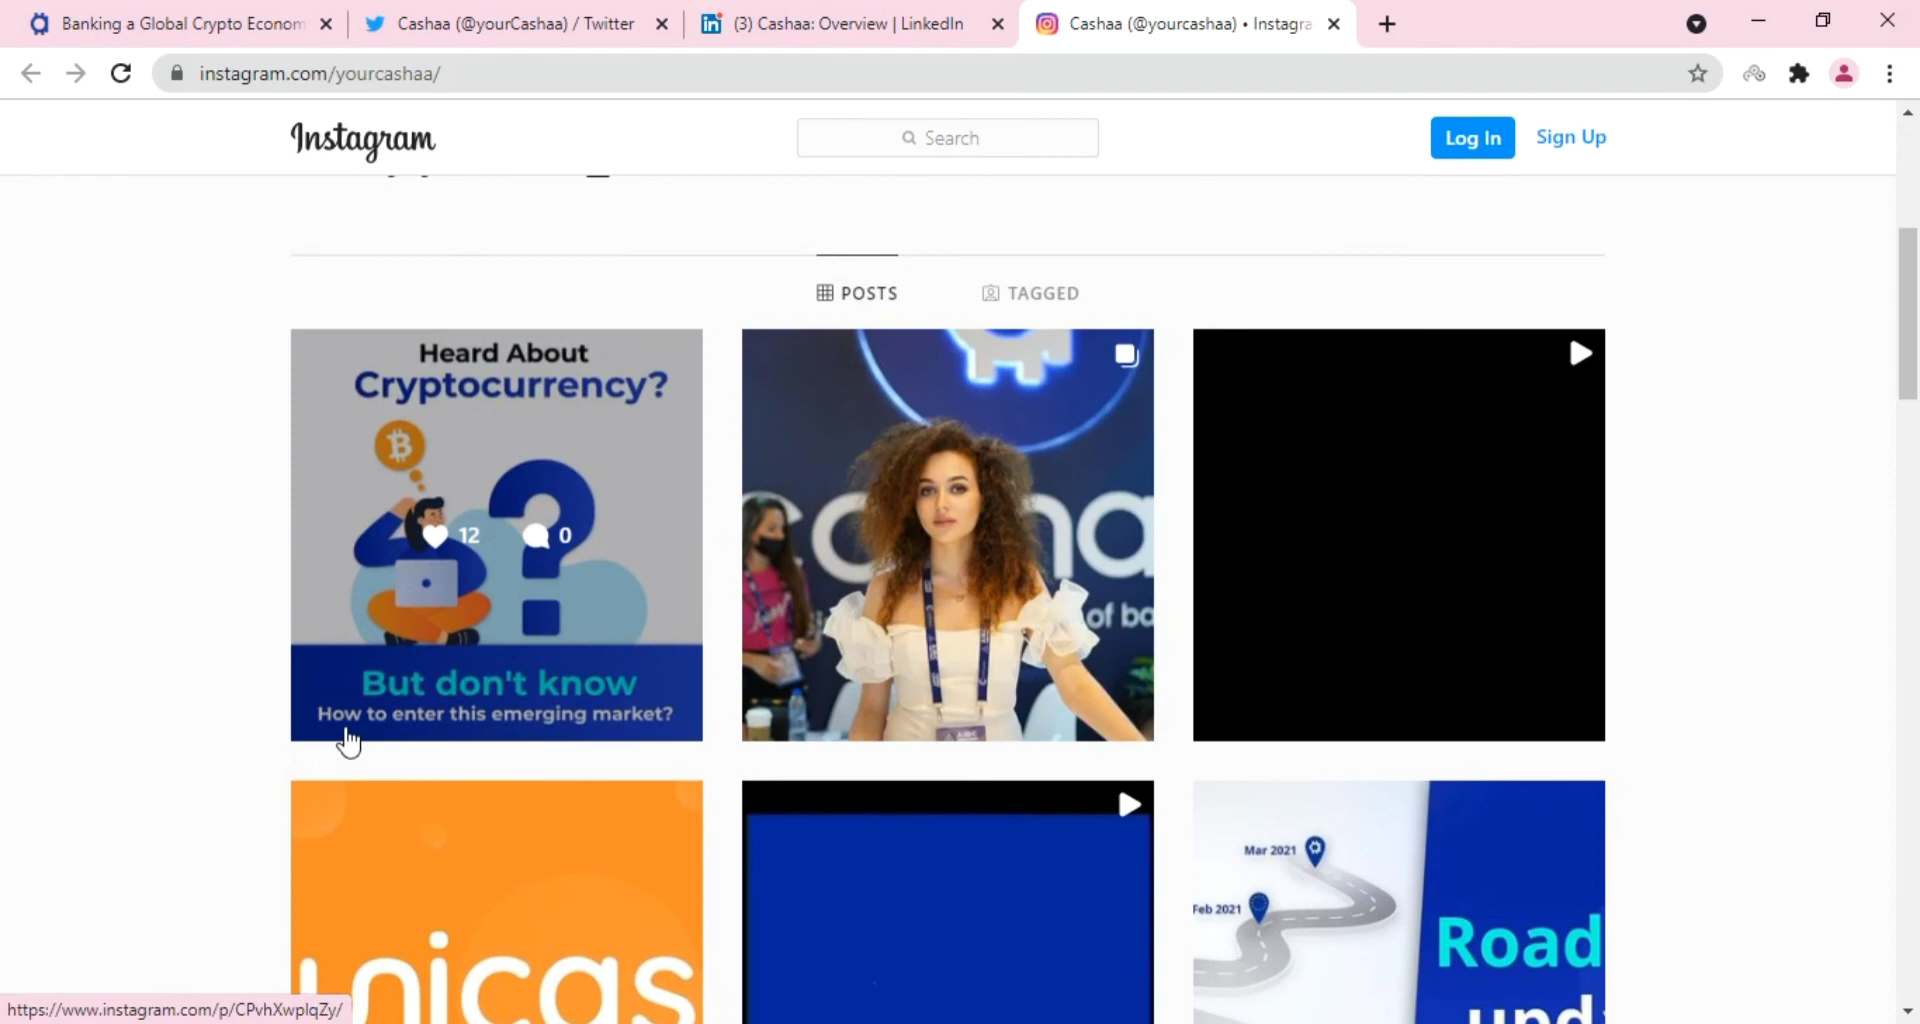 Banking a Global Crypto Econom
Cashaa (@yourCashaa) / Twitter
(3) Cashaa: Overview | LinkedIn
Cashaa (@yourcashaa) • Instagra
instagram.com/yourcashaa/
Instagram
Search
Log In
Sign Up
POSTS
TAGGED
Heard About
Cryptocurrency?
12
0
But don't know
How to enter this emerging market?
of ba
unicas
Mar 2021
Feb 2021
Road
upd
https://www.instagram.com/p/CPvhXwplqZy/